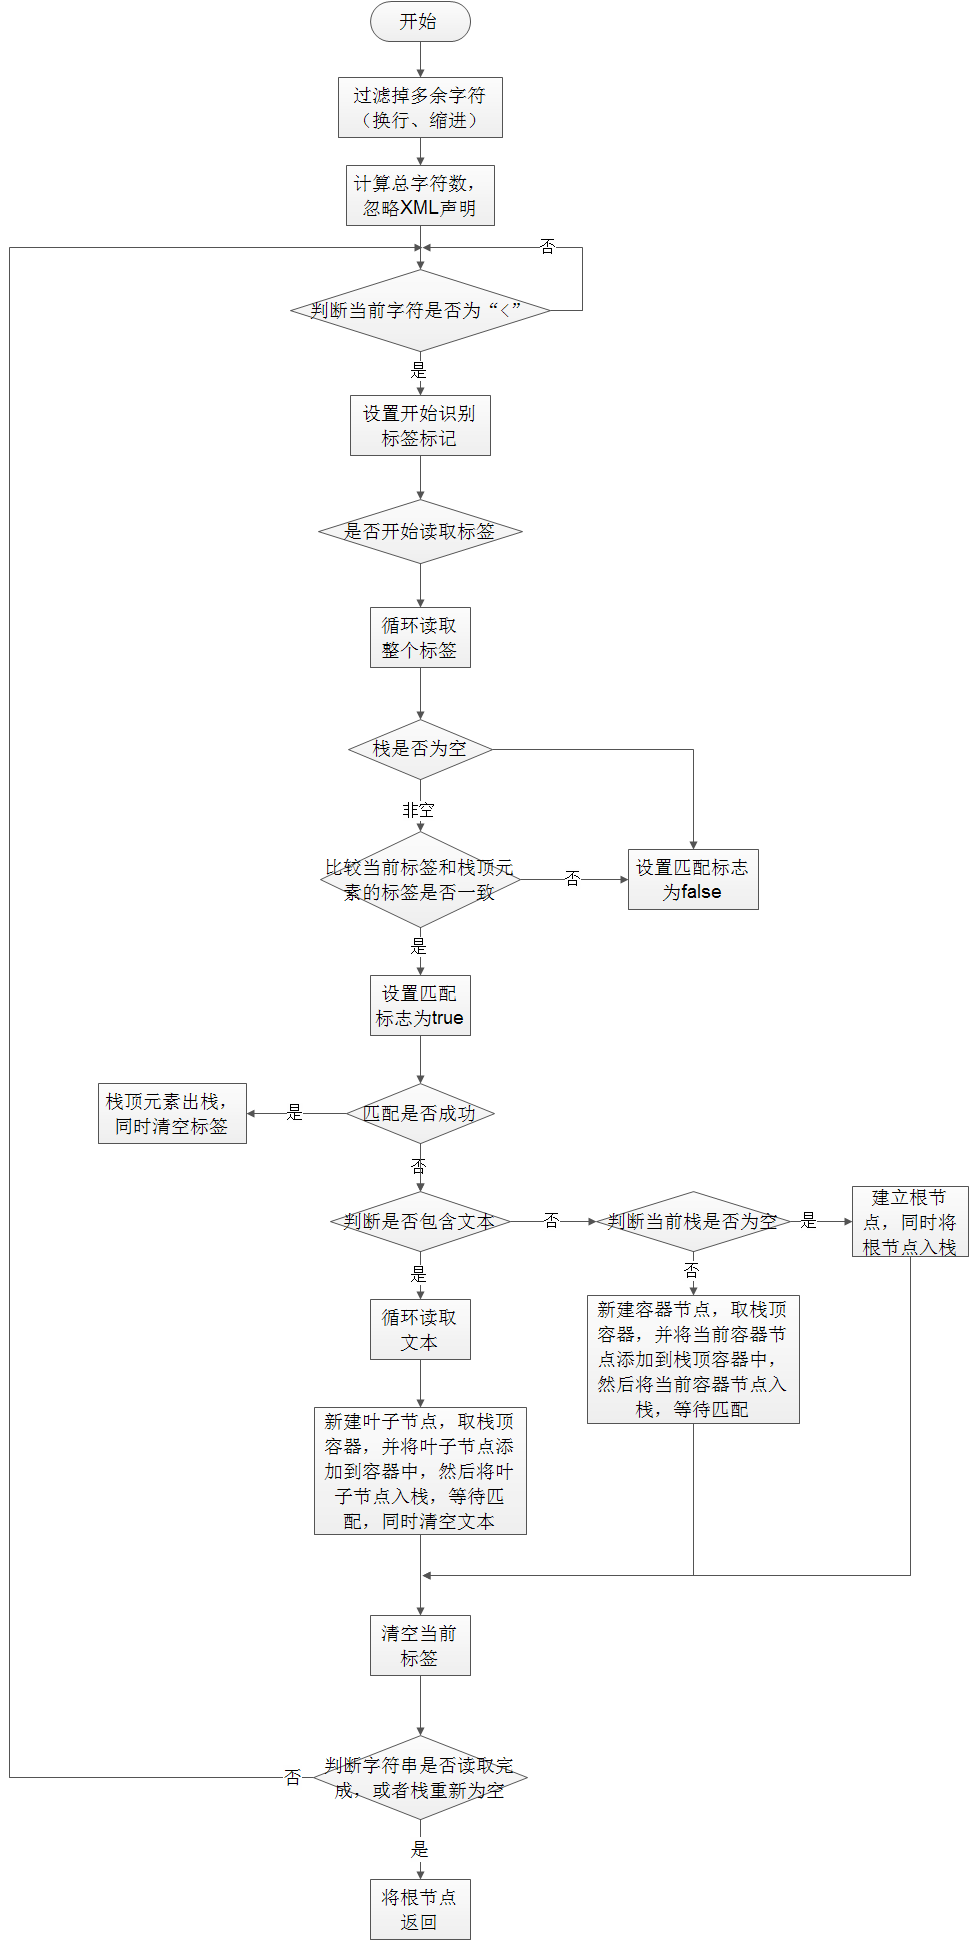 开始
过滤掉多余字符
（换行、缩进）
计算总字符数，
忽略XML声明
否
判断当前字符是否为“<”
是
设置开始识别
标签标记
是否开始读取标签
循环读取
整个标签
栈是否为空
非空
比较当前标签和栈顶元
素的标签是否一致
否
设置匹配标志
为false
是
设置匹配
标志为true
栈顶元素出栈，
同时清空标签
是
匹配是否成功
否
判断是否包含文本
否
判断当前栈是否为空
是
建立根节
点，同时将
根节点入栈
是
循环读取
文本
否
新建容器节点，取栈顶
容器，并将当前容器节
点添加到栈顶容器中，
然后将当前容器节点入
栈，等待匹配
新建叶子节点，取栈顶
容器，并将叶子节点添
加到容器中，然后将叶
子节点入栈，等待匹
配，同时清空文本
清空当前
标签
否
判断字符串是否读取完
成，或者栈重新为空
是
将根节点
返回